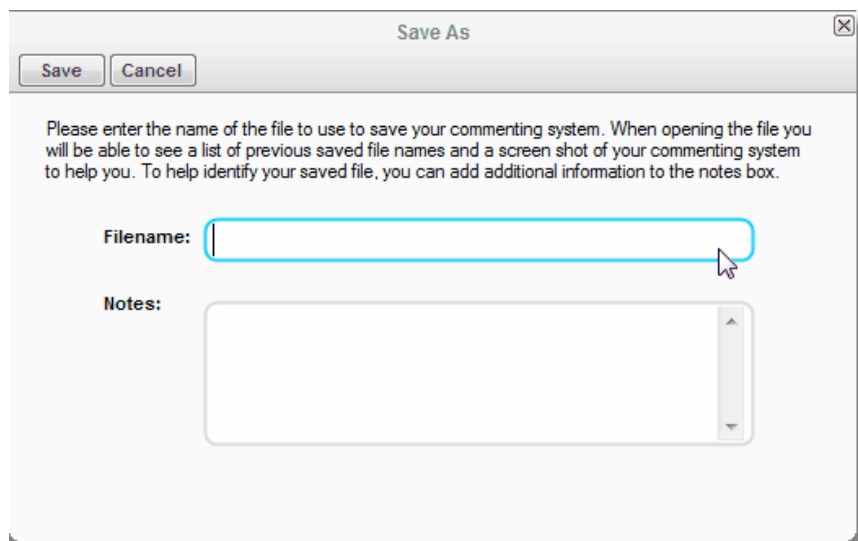 Save As
Save Cancel
Please enter the name of the file to use to save your commenting system. When opening the file you
will be able to see a list of previous saved file names and a screen shot of your commenting system
to help you. To help identify your saved file, you can add additional information to the notes box.
Filename:
Notes: